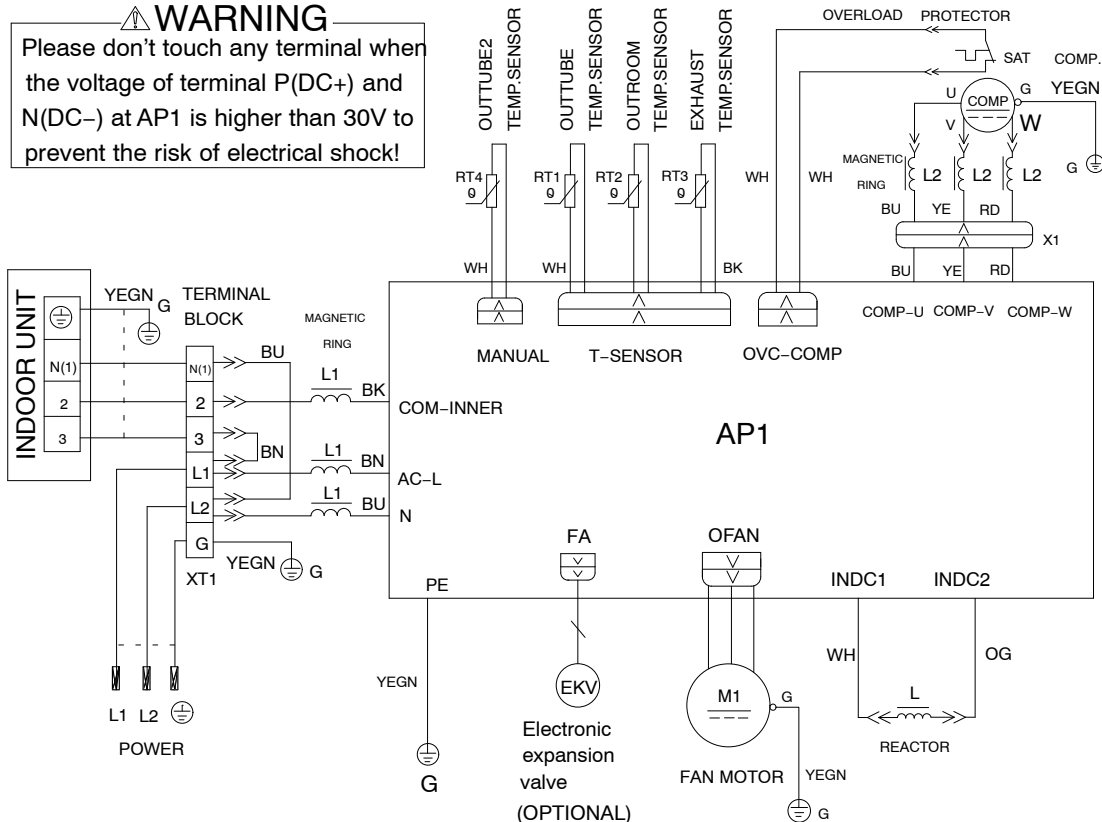 WARNING
Please don't touch any terminal when
the voltage of terminal P(DC+) and
N(DC−) at AP1 is higher than 30V to
prevent the risk of electrical shock!
OUTTUBE2
TEMP.SENSOR
OUTTUBE
TEMP.SENSOR
OUTROOM
TEMP.SENSOR
EXHAUST
TEMP.SENSOR
OVERLOAD PROTECTOR
SAT
COMP.
U
G
YEGN
COMP
V
W
G
MAGNETIC
RING
L2
L2
L2
BU
YE
RD
X1
BU
YE
RD
RT4
θ
RT1
θ
RT2
θ
RT3
θ
WH
WH
WH
WH
BK
MANUAL
T−SENSOR
OVC−COMP
COMP−U
COMP−V
COMP−W
INDOOR UNIT
N(1)
2
3
YEGN
G
TERMINAL
BLOCK
N(1)
2
3
L1
L2
G
XT1
BU
BN
MAGNETIC
RING
L1
BK
COM−INNER
L1
BN
AC−L
L1
BU
N
YEGN
G
AP1
L1 L2
POWER
PE
YEGN
G
FA
EKV
Electronic
expansion
valve
(OPTIONAL)
OFAN
M1
G
FAN MOTOR
YEGN
G
INDC1
INDC2
WH
OG
L
REACTOR